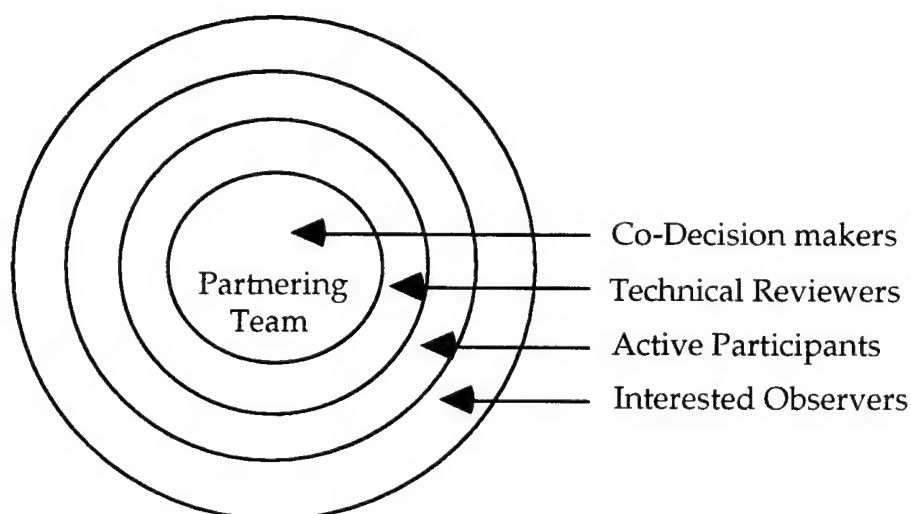 Partnering
Team
Co-Decision makers
Technical Reviewers
Active Participants
Interested Observers